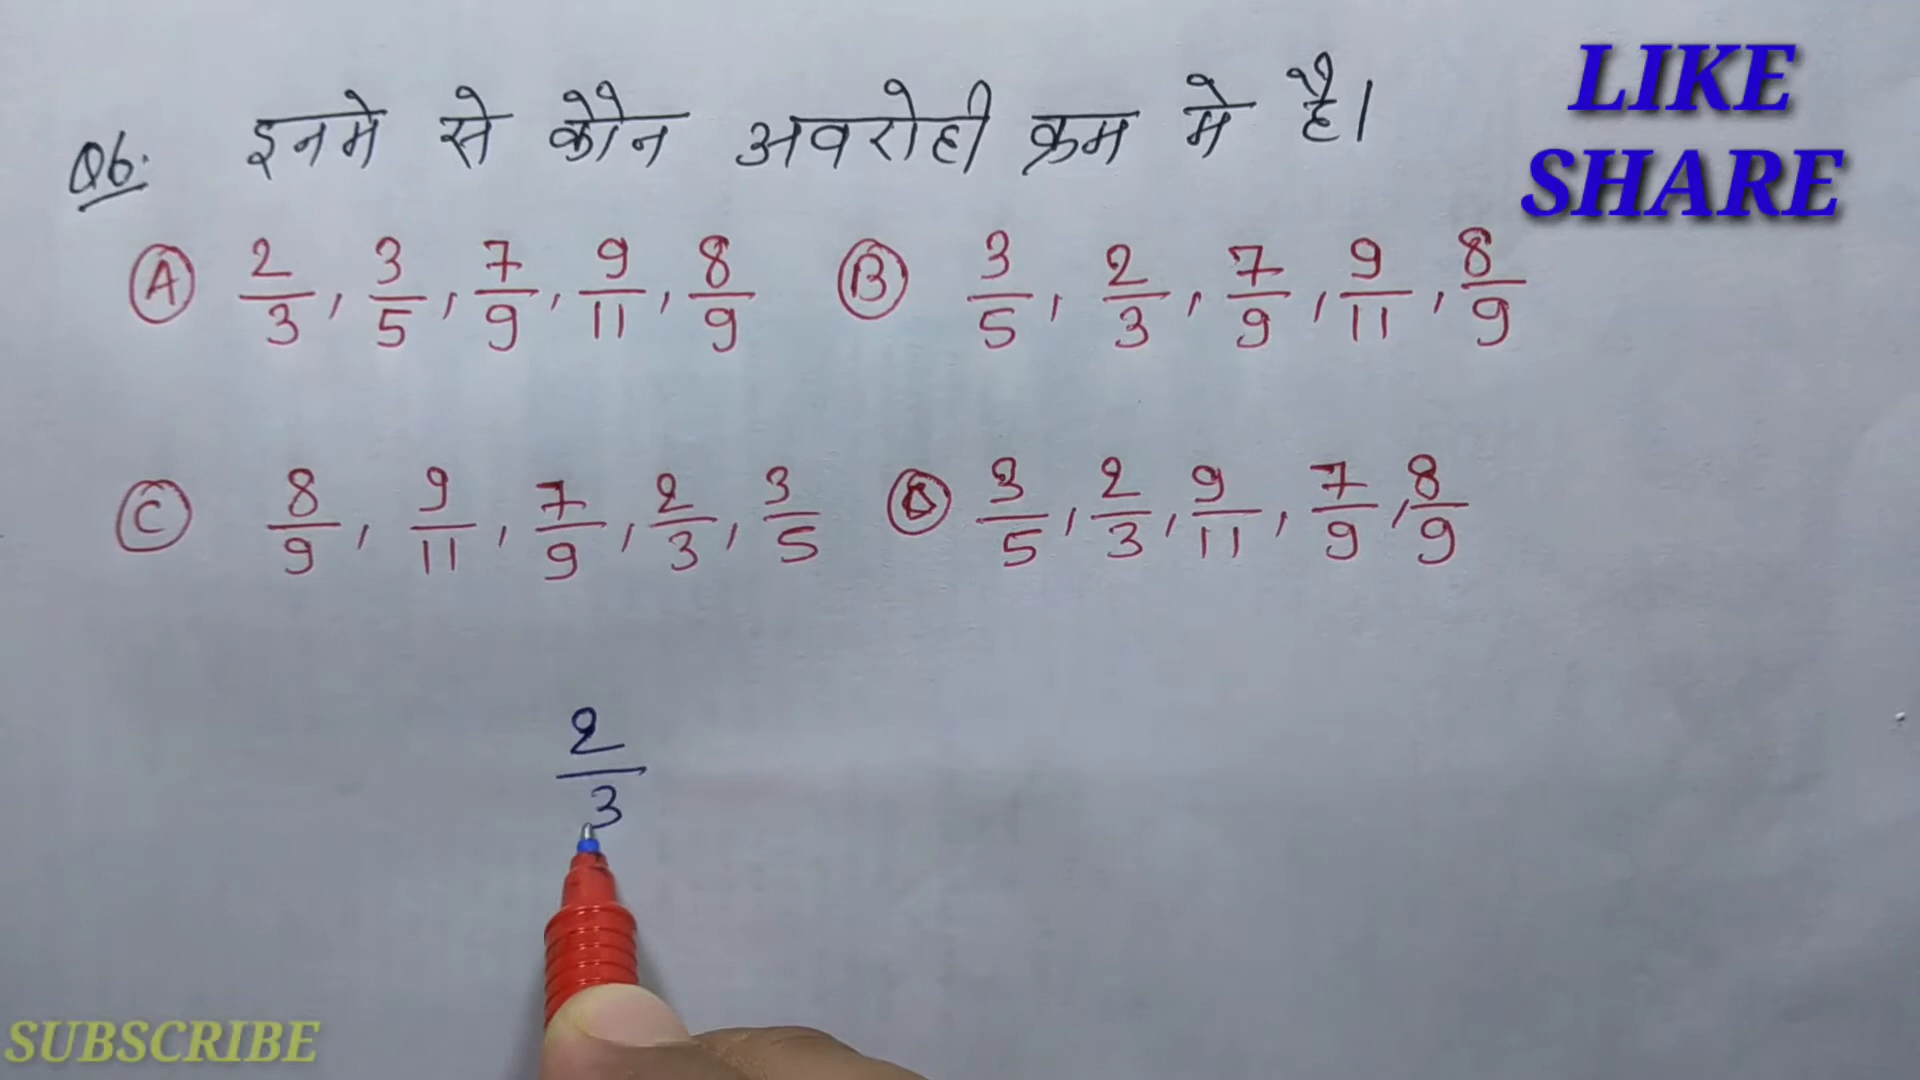 Q6. इनमे से कौन अवरोही क्रम मे है।
LIKE
SHARE
(A) 2/3, 3/5, 7/9, 9/11, 8/9 (B) 3/5, 2/3, 7/9, 9/11, 8/9
(C) 8/9, 9/11, 7/9, 2/3, 3/5 (D) 3/5, 2/3, 9/11, 7/9, 8/9
2/3
SUBSCRIBE